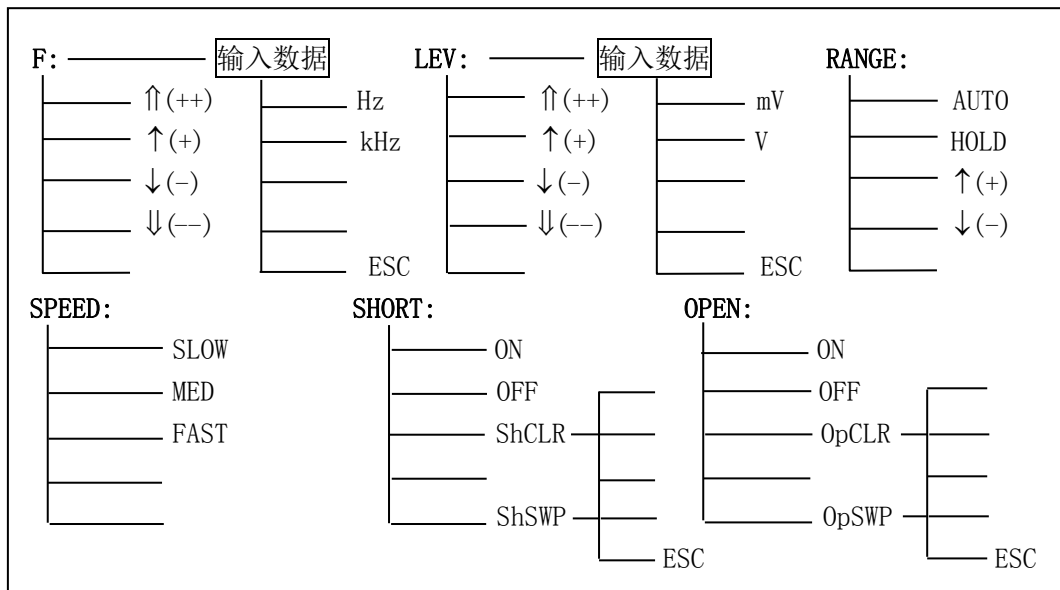 F: 输入数据 LEV: 输入数据 RANGE:
⇑(++) Hz ⇑(++) mV AUTO
↑(+) kHz ↑(+) V HOLD
↓(-) ↓(-) ↑(+)
⇓(--) ⇓(--) ↓(-)
ESC ESC
SPEED: SHORT: OPEN:
SLOW ON ON
MED OFF OFF
FAST ShCLR OpCLR
ShSWP OpSWP
ESC ESC